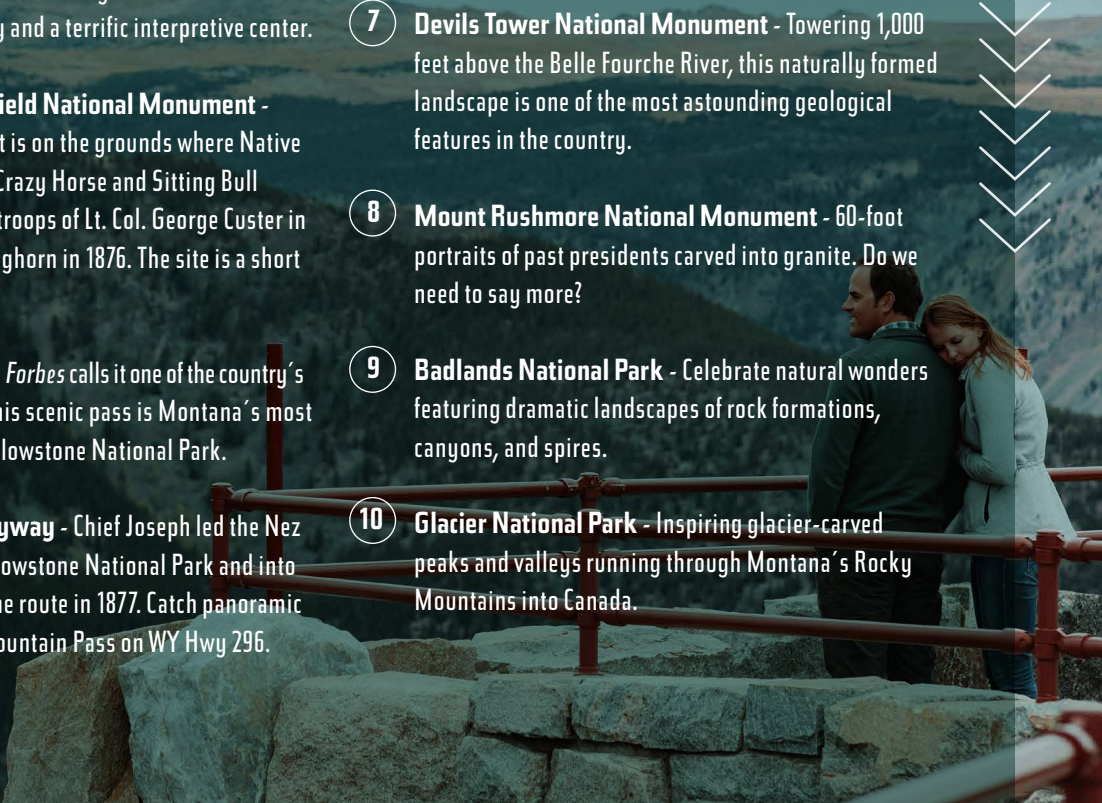 y and a terrific interpretive center.
ield National Monument -
t is on the grounds where Native
Crazy Horse and Sitting Bull
troops of Lt. Col. George Custer in
ghorn in 1876. The site is a short
Forbes calls it one of the country´s
his scenic pass is Montana´s most
lowstone National Park.
yway - Chief Joseph led the Nez
lowstone National Park and into
he route in 1877. Catch panoramic
ountain Pass on WY Hwy 296.
7 Devils Tower National Monument - Towering 1,000
feet above the Belle Fourche River, this naturally formed
landscape is one of the most astounding geological
features in the country.
8 Mount Rushmore National Monument - 60-foot
portraits of past presidents carved into granite. Do we
need to say more?
9 Badlands National Park - Celebrate natural wonders
featuring dramatic landscapes of rock formations,
canyons, and spires.
10 Glacier National Park - Inspiring glacier-carved
peaks and valleys running through Montana´s Rocky
Mountains into Canada.